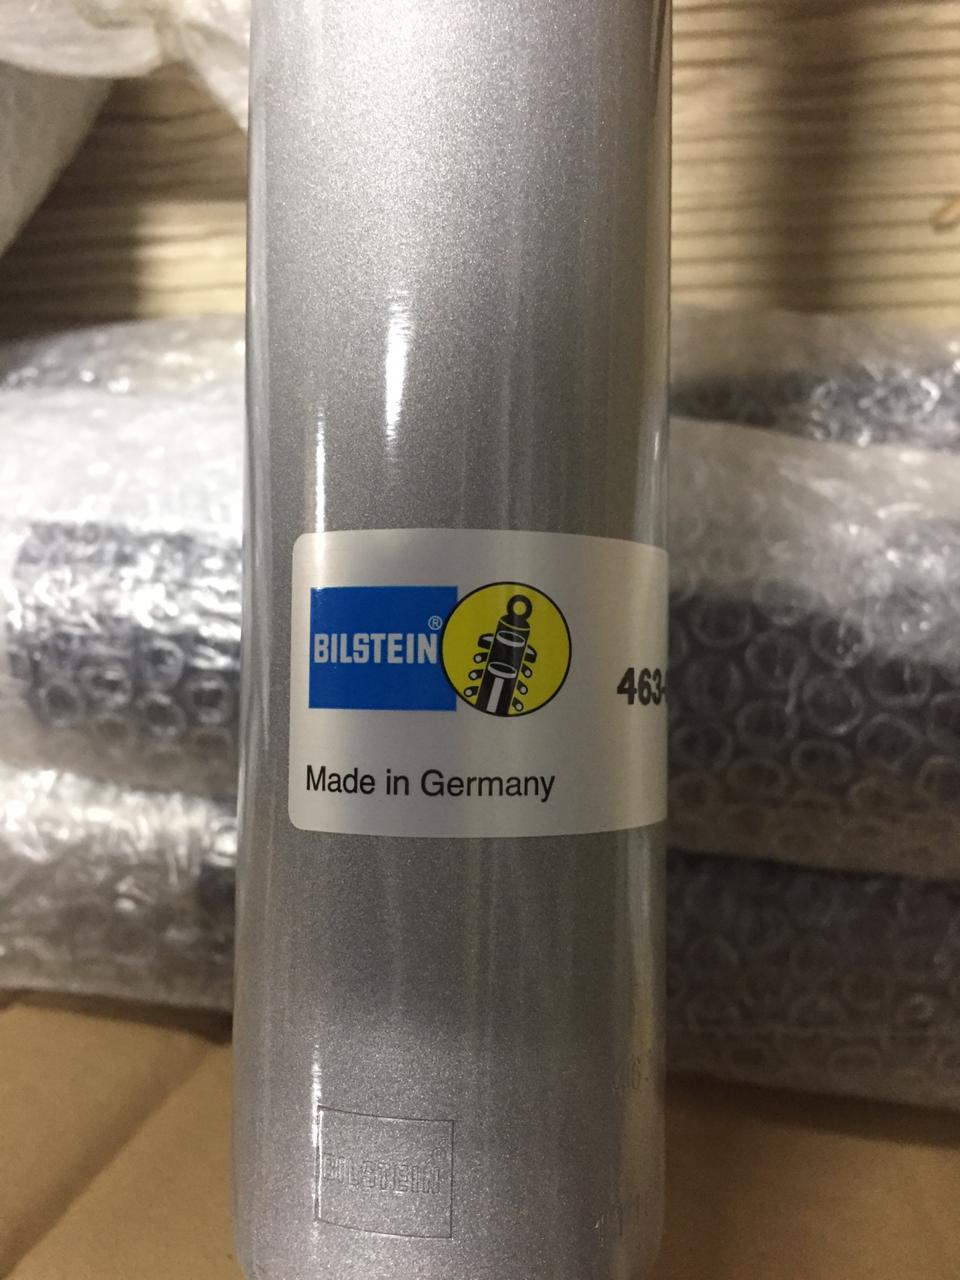 BILSTEIN®
463-
Made in Germany
BILSTEIN®